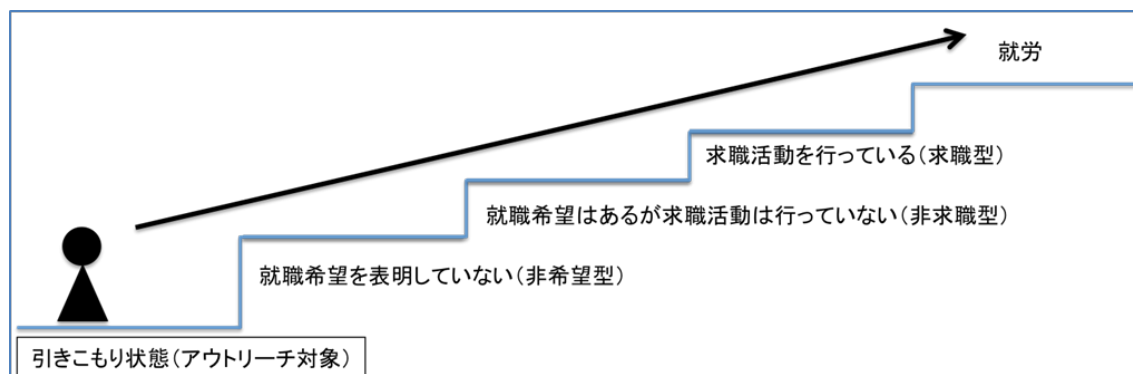 就労
求職活動を行っている(求職型)
就職希望はあるが求職活動は行っていない(非求職型)
就職希望を表明していない(非希望型)
引きこもり状態(アウトリーチ対象)